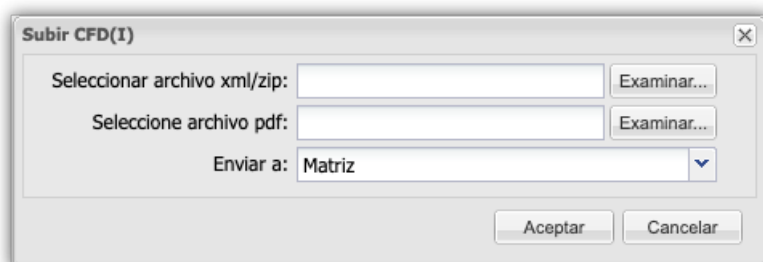 Subir CFD(I)
Seleccionar archivo xml/zip: Examinar...
Seleccione archivo pdf: Examinar...
Enviar a: Matriz
Aceptar Cancelar